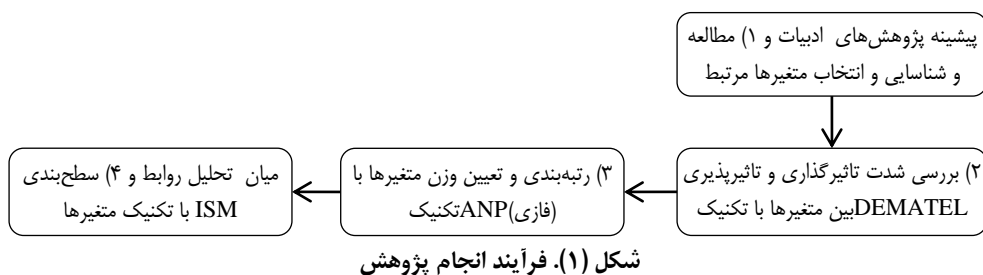 پیشینه پژوهش‌های ادبیات و ۱) مطالعه
و شناسایی و انتخاب متغیرها مرتبط
۲) بررسی شدت تاثیرگذاری و تاثیرپذیری
بین متغیرها با تکنیک DEMATEL
۳) رتبه‌بندی و تعیین وزن متغیرها با
تکنیک ANP(فازی)
میان تحلیل روابط و ۴) سطح‌بندی
متغیرها با تکنیک ISM
شکل (۱). فرآیند انجام پژوهش